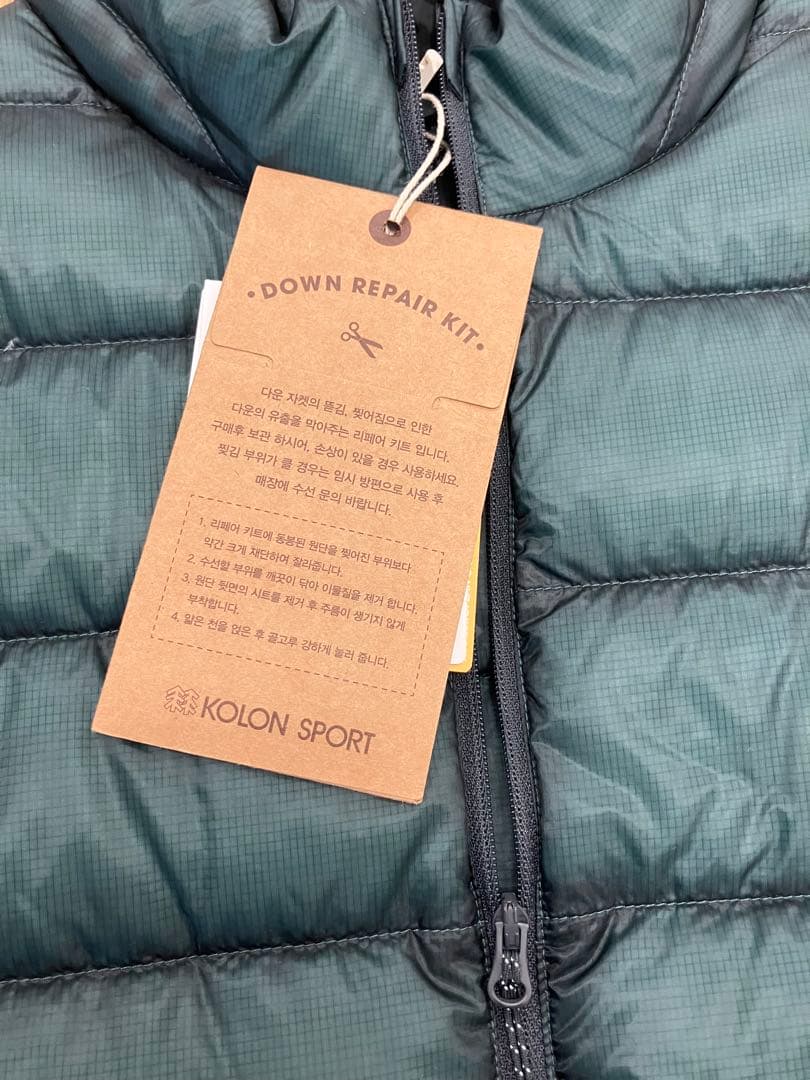 • DOWN REPAIR KIT •
다운 자켓의 뜯김, 찢어짐으로 인한
다운의 유출을 막아주는 리페어 키트 입니다.
구매후 보관 하시어, 손상이 있을 경우 사용하세요.
찢김 부위가 클 경우는 임시 방편으로 사용 후
매장에 수선 문의 바랍니다.
1. 리페어 키트에 동봉된 원단을 찢어진 부위보다
약간 크게 재단하며 잘라줍니다.
2. 수선할 부위를 깨끗이 닦아 이물질을 제거 합니다.
3. 원단 뒷면의 시트를 제거 후 주름이 생기지 않게
부착합니다.
4. 얇은 천을 얹은 후 골고루 강하게 눌러 줍니다.
KOLON SPORT